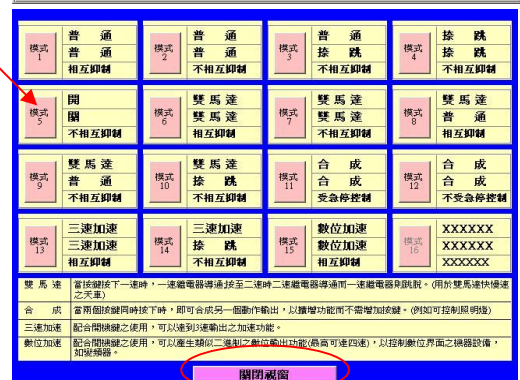 模式 1
普 通
普 通
相互抑制
模式 2
普 通
普 通
不相互抑制
模式 3
普 通
捺 跳
不相互抑制
模式 4
捺 跳
捺 跳
不相互抑制
模式 5
開
關
不相互抑制
模式 6
雙 馬 達
雙 馬 達
相互抑制
模式 7
雙 馬 達
雙 馬 達
不相互抑制
模式 8
雙 馬 達
普 通
相互抑制
模式 9
雙 馬 達
普 通
不相互抑制
模式 10
雙 馬 達
捺 跳
不相互抑制
模式 11
合 成
合 成
受急停控制
模式 12
合 成
合 成
不受急停控制
模式 13
三速加速
三速加速
相互抑制
模式 14
三速加速
捺 跳
不相互抑制
模式 15
數位加速
數位加速
相互抑制
模式 16
XXXXXX
XXXXXX
XXXXXX
雙 馬 達 當按鍵按下一速時，一速繼電器導通;按至二速時二速繼電器導通而一速繼電器則跳脫。(用於雙馬達快慢速
之天車)
合 成 當兩個按鍵同時按下時，即可合成另一個動作輸出，以擴增功能而不需增加按鍵。(例如可控制照明燈)
三速加速 配合開機鍵之使用，可以達到3速輸出之加速功能。
數位加速 配合開機鍵之使用，可以產生類似二進制之數位輸出功能(最高可達四速)，以控制數位界面之機器設備，
如變頻器。
關閉視窗